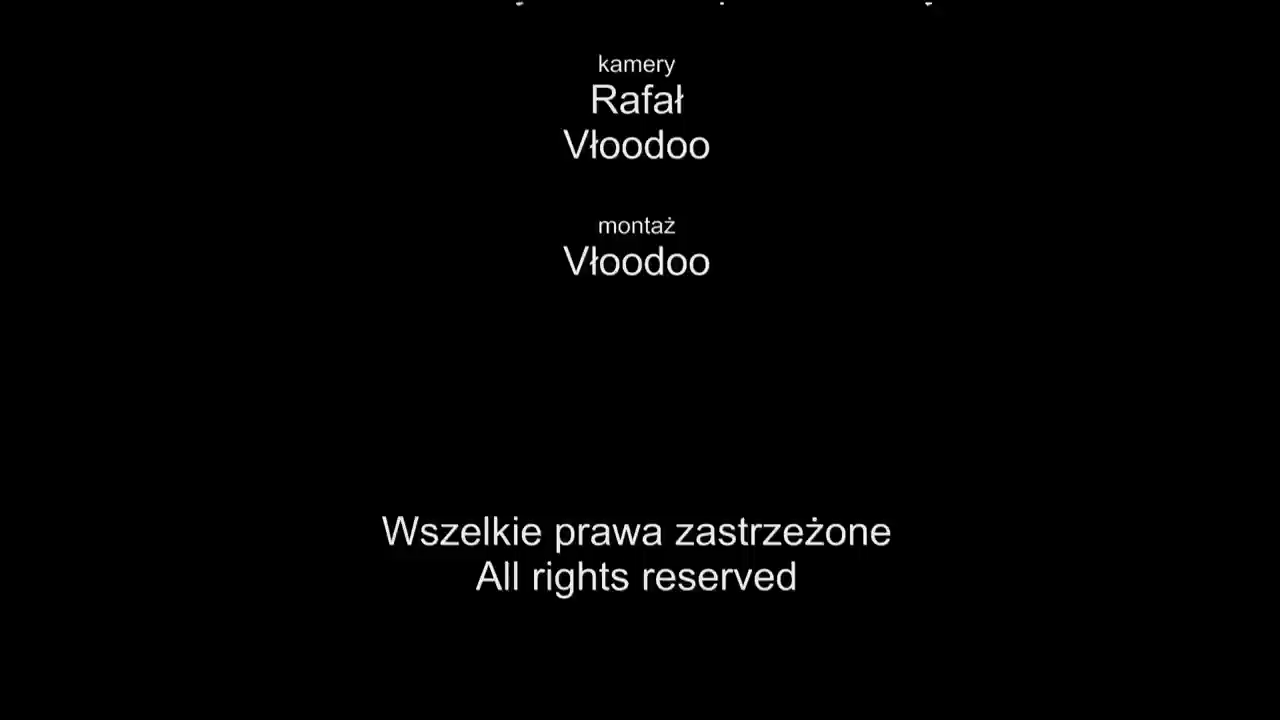 kamery
Rafał
Vłoodoo
montaż
Vłoodoo
Wszelkie prawa zastrzeżone
All rights reserved